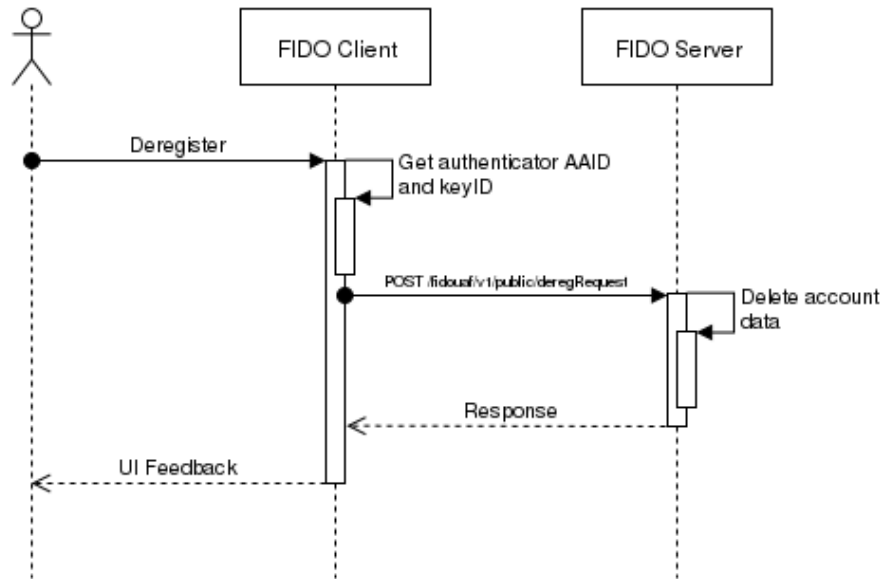 FIDO Client
FIDO Server
Deregister
Get authenticator AAID
and keyID
POST /fidouaf/v1/public/deregRequest
Delete account
data
Response
UI Feedback